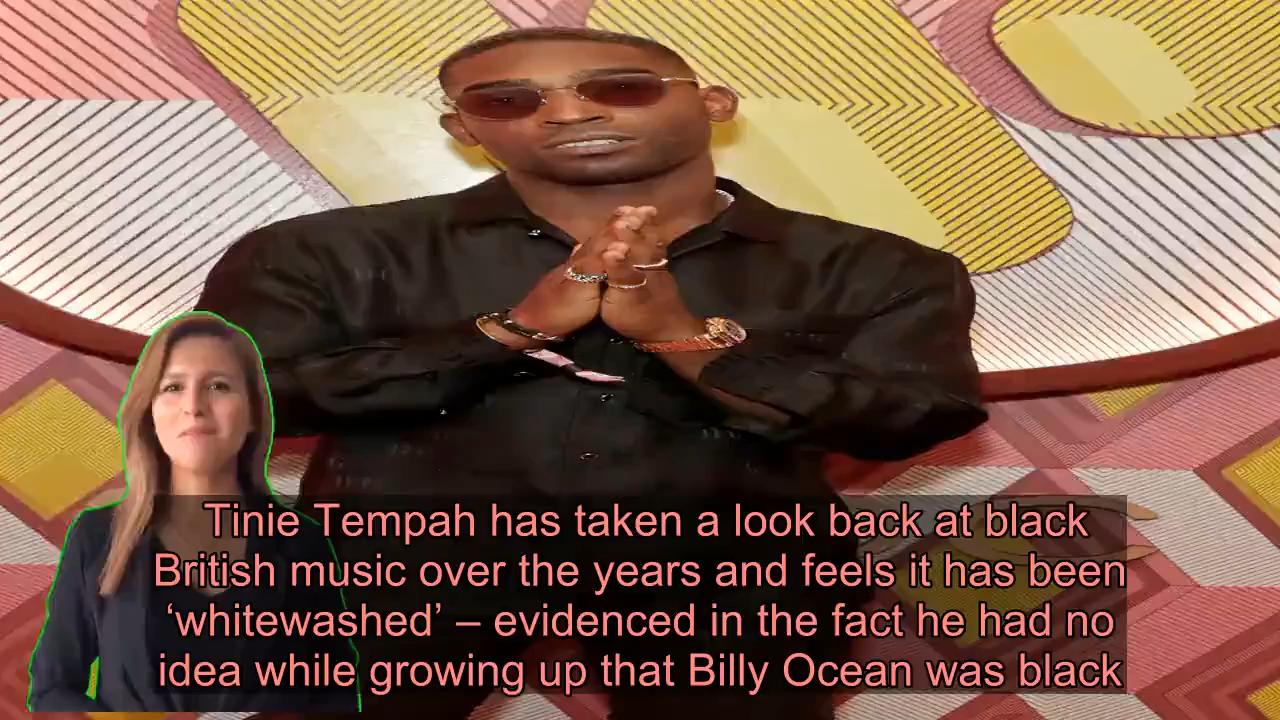 Tinie Tempah has taken a look back at black
British music over the years and feels it has been
‘whitewashed’ – evidenced in the fact he had no
idea while growing up that Billy Ocean was black